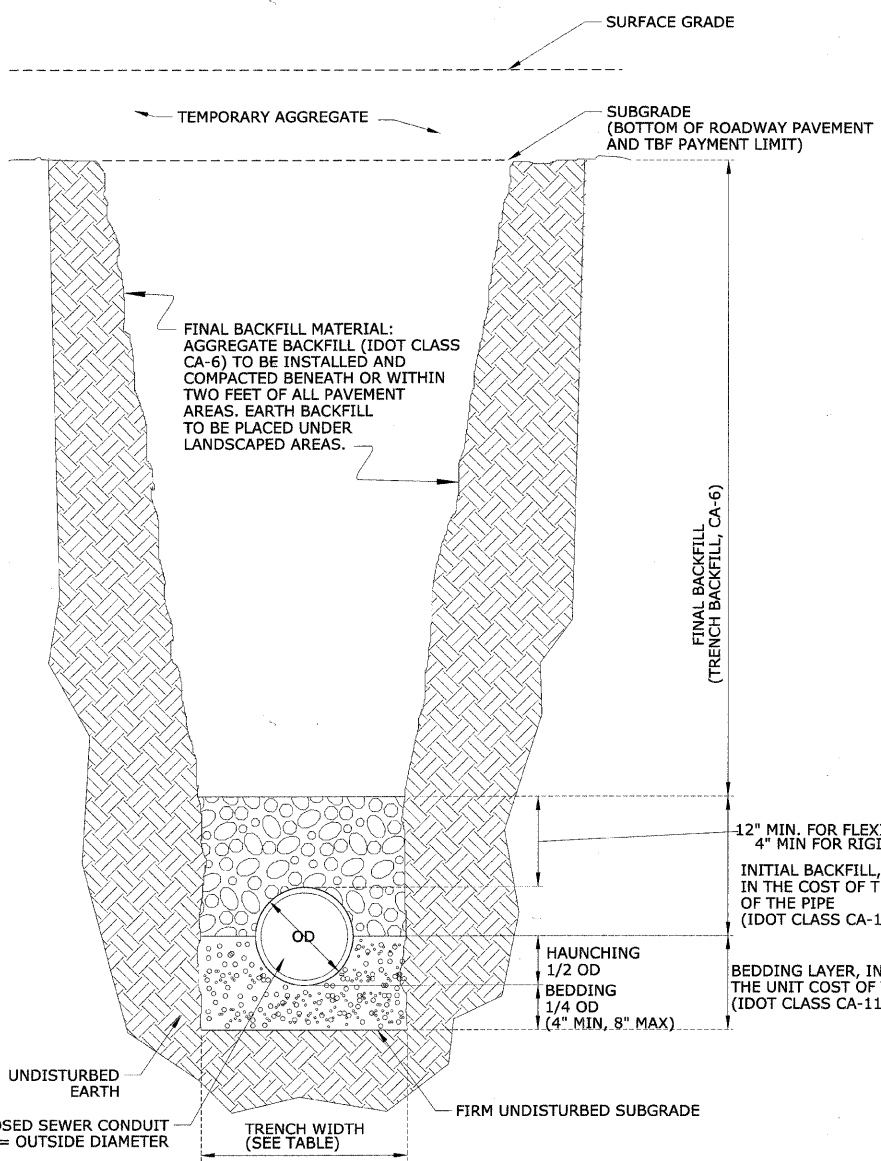 SURFACE GRADE
TEMPORARY AGGREGATE
SUBGRADE
(BOTTOM OF ROADWAY PAVEMENT
AND TBF PAYMENT LIMIT)
FINAL BACKFILL MATERIAL:
AGGREGATE BACKFILL (IDOT CLASS
CA-6) TO BE INSTALLED AND
COMPACTED BENEATH OR WITHIN
TWO FEET OF ALL PAVEMENT
AREAS. EARTH BACKFILL
TO BE PLACED UNDER
LANDSCAPED AREAS.
FINAL BACKFILL
(TRENCH BACKFILL, CA-6)
12" MIN. FOR FLEXI
4" MIN FOR RIGI
INITIAL BACKFILL,
IN THE COST OF T
OF THE PIPE
(IDOT CLASS CA-1
OD
HAUNCHING
1/2 OD
BEDDING
1/4 OD
(4" MIN, 8" MAX)
BEDDING LAYER, IN
THE UNIT COST OF
(IDOT CLASS CA-11
UNDISTURBED
EARTH
OSED SEWER CONDUIT
= OUTSIDE DIAMETER
TRENCH WIDTH
(SEE TABLE)
FIRM UNDISTURBED SUBGRADE